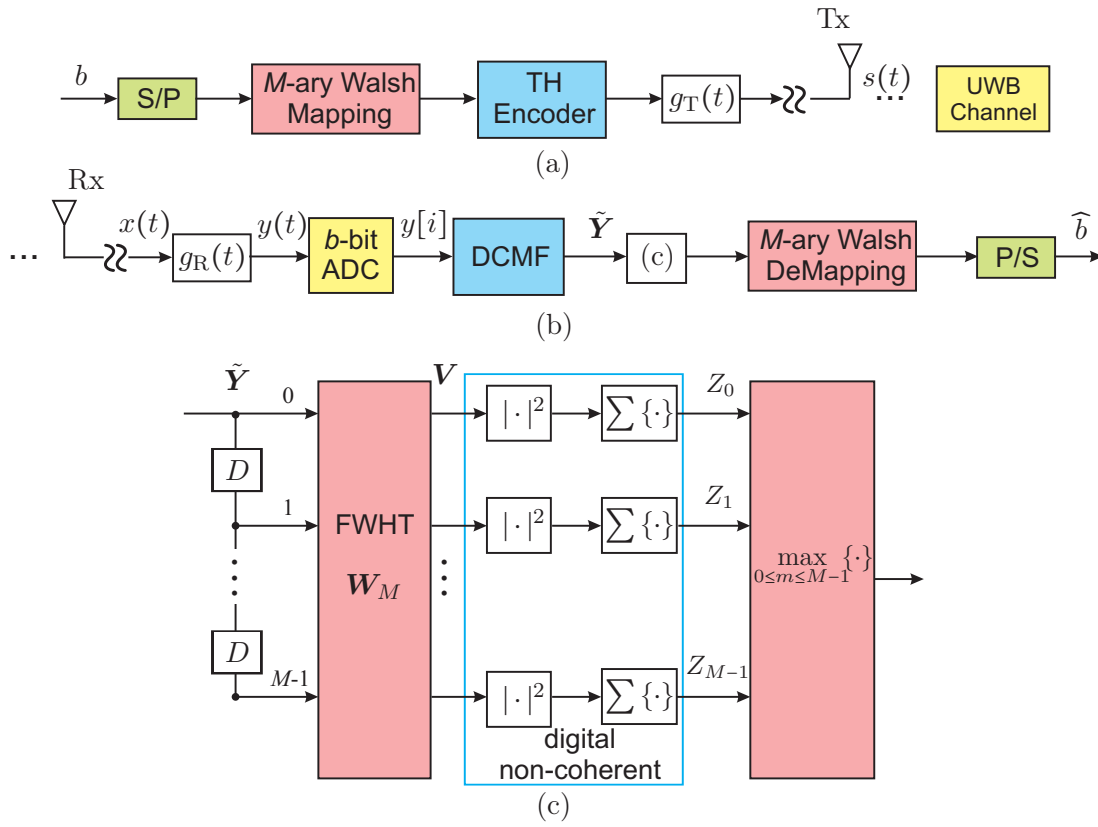 Tx
b
S/P
M-ary Walsh
Mapping
TH
Encoder
g_T(t)
s(t)
...
UWB
Channel
(a)
Rx
...
x(t)
g_R(t)
y(t)
b-bit
ADC
y[i]
DCMF
Ỹ
(c)
M-ary Walsh
DeMapping
P/S
b̂
(b)
Ỹ
0
D
1
D
M-1
FWHT
W_M
V
|·|²
∑{·}
Z_0
|·|²
∑{·}
Z_1
|·|²
∑{·}
Z_{M−1}
digital
non-coherent
max {·}
0≤m≤M−1
(c)